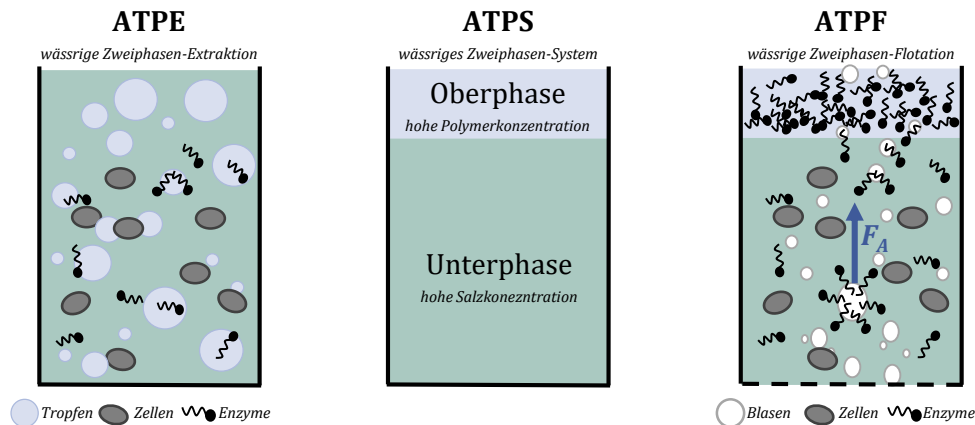 ATPE
wässrige Zweiphasen-Extraktion
Tropfen Zellen Enzyme
ATPS
wässriges Zweiphasen-System
Oberphase
hohe Polymerkonzentration
Unterphase
hohe Salzkonezntration
ATPF
wässrige Zweiphasen-Flotation
F_A
Blasen Zellen Enzyme